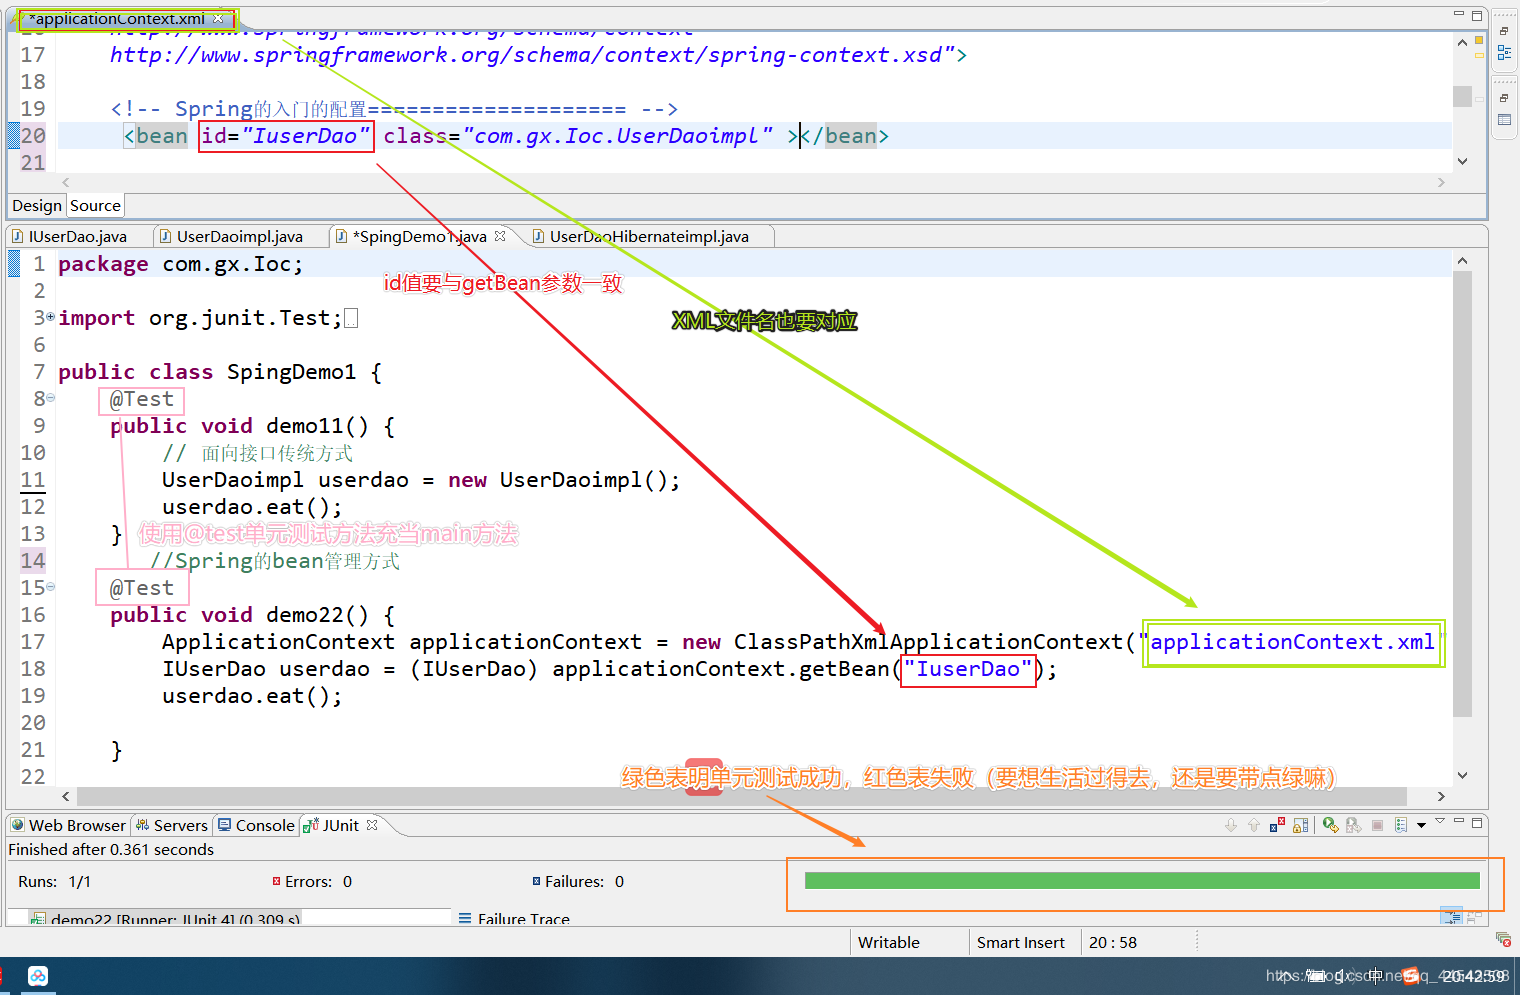 *applicationContext.xml
16 http://www.springframework.org/schema/context
17 http://www.springframework.org/schema/context/spring-context.xsd">
18
19 <!-- Spring的入门的配置==================== -->
20 <bean id="IuserDao" class="com.gx.Ioc.UserDaoimpl" ></bean>
21
Design Source
IUserDao.java UserDaoimpl.java *SpingDemo1.java UserDaoHibernateimpl.java
1 package com.gx.Ioc;
id值要与getBean参数一致
2
3 import org.junit.Test;
XML文件名也要对应
6
7 public class SpingDemo1 {
8 @Test
9 public void demo11() {
10 // 面向接口传统方式
11 UserDaoimpl userdao = new UserDaoimpl();
12 userdao.eat();
13 }
使用@test单元测试方法充当main方法
14 //Spring的bean管理方式
15 @Test
16 public void demo22() {
17 ApplicationContext applicationContext = new ClassPathXmlApplicationContext("applicationContext.xml"
18 IUserDao userdao = (IUserDao) applicationContext.getBean("IuserDao");
19 userdao.eat();
20
21 }
22
绿色表明单元测试成功，红色表失败（要想生活过得去，还是要带点绿嘛）
Web Browser Servers Console JUnit
Finished after 0.361 seconds
Runs: 1/1 Errors: 0 Failures: 0
demo22 [Runner: JUnit 4] (0.309 s) Failure Trace
Writable Smart Insert 20 : 58
中 20:42:59